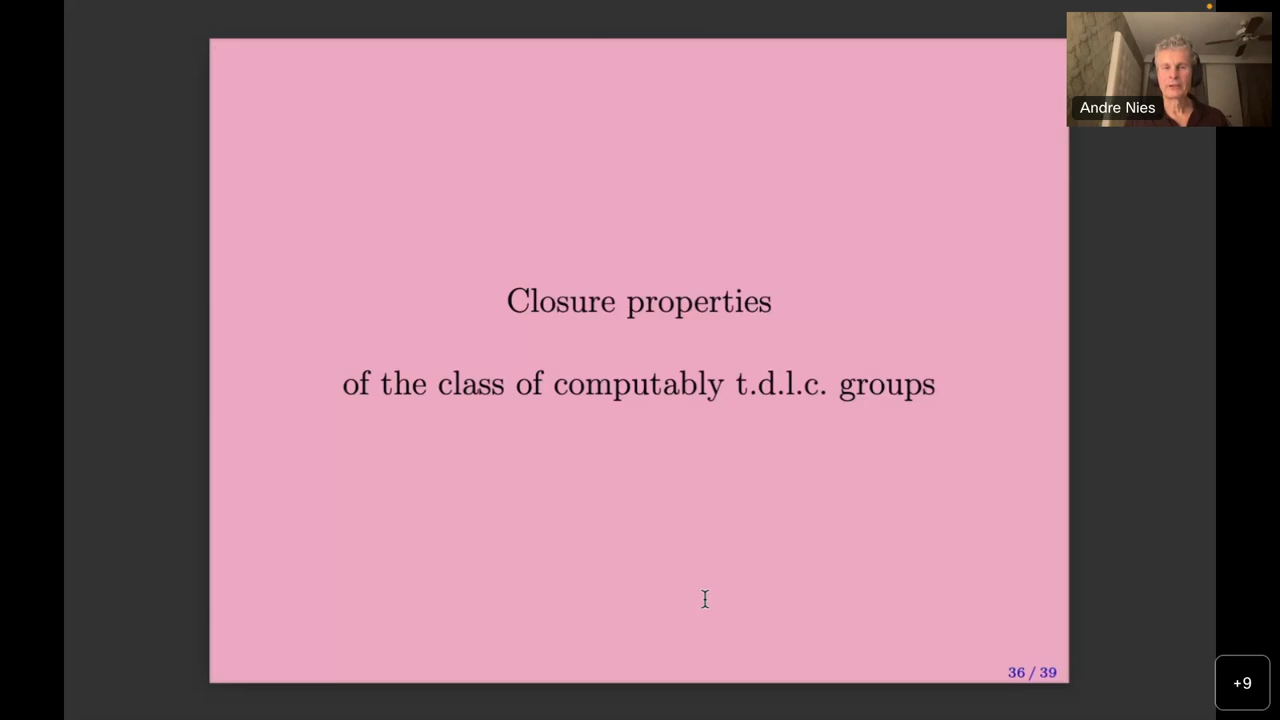 Andre Nies
Closure properties
of the class of computably t.d.l.c. groups
36 / 39
+9